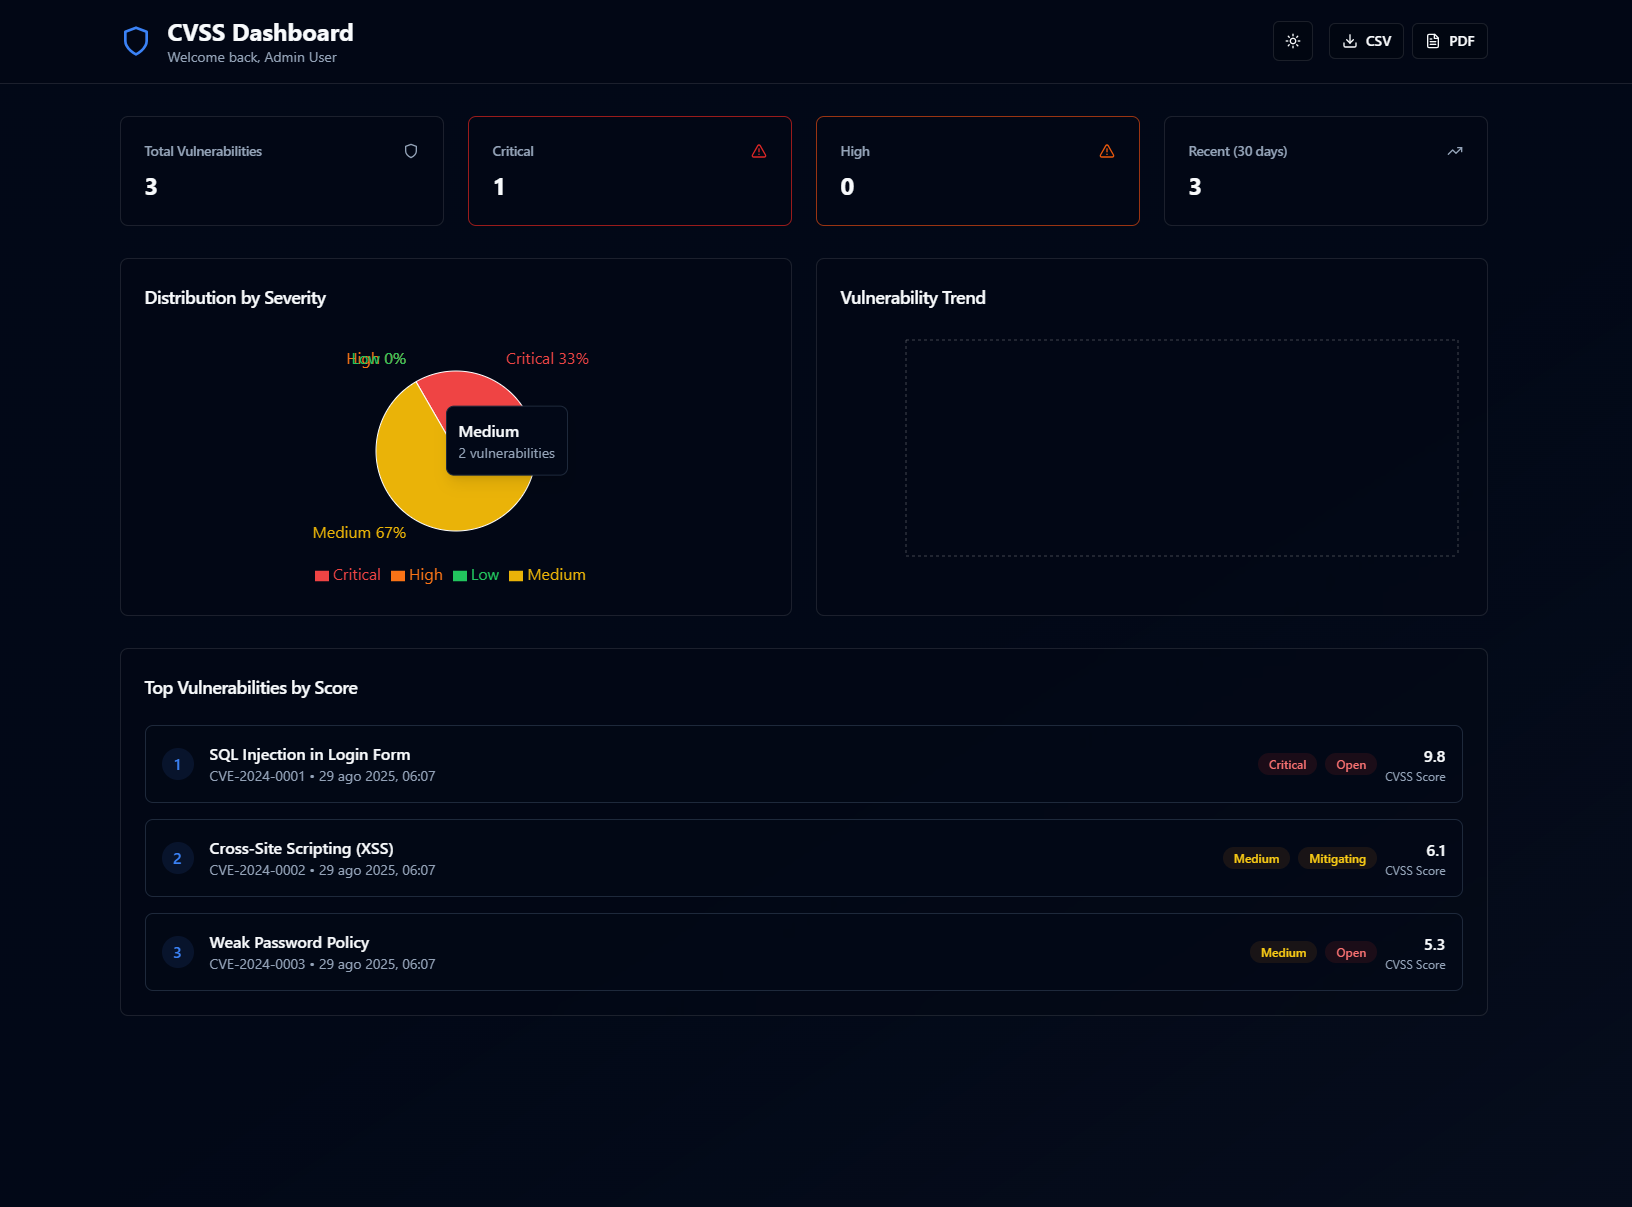 CVSS Dashboard
Welcome back, Admin User
CSV
PDF
Total Vulnerabilities
3
Critical
1
High
0
Recent (30 days)
3
Distribution by Severity
High
Low 0%
Critical 33%
Medium
2 vulnerabilities
Medium 67%
Critical
High
Low
Medium
Vulnerability Trend
Top Vulnerabilities by Score
1
SQL Injection in Login Form
CVE-2024-0001 • 29 ago 2025, 06:07
Critical
Open
9.8
CVSS Score
2
Cross-Site Scripting (XSS)
CVE-2024-0002 • 29 ago 2025, 06:07
Medium
Mitigating
6.1
CVSS Score
3
Weak Password Policy
CVE-2024-0003 • 29 ago 2025, 06:07
Medium
Open
5.3
CVSS Score